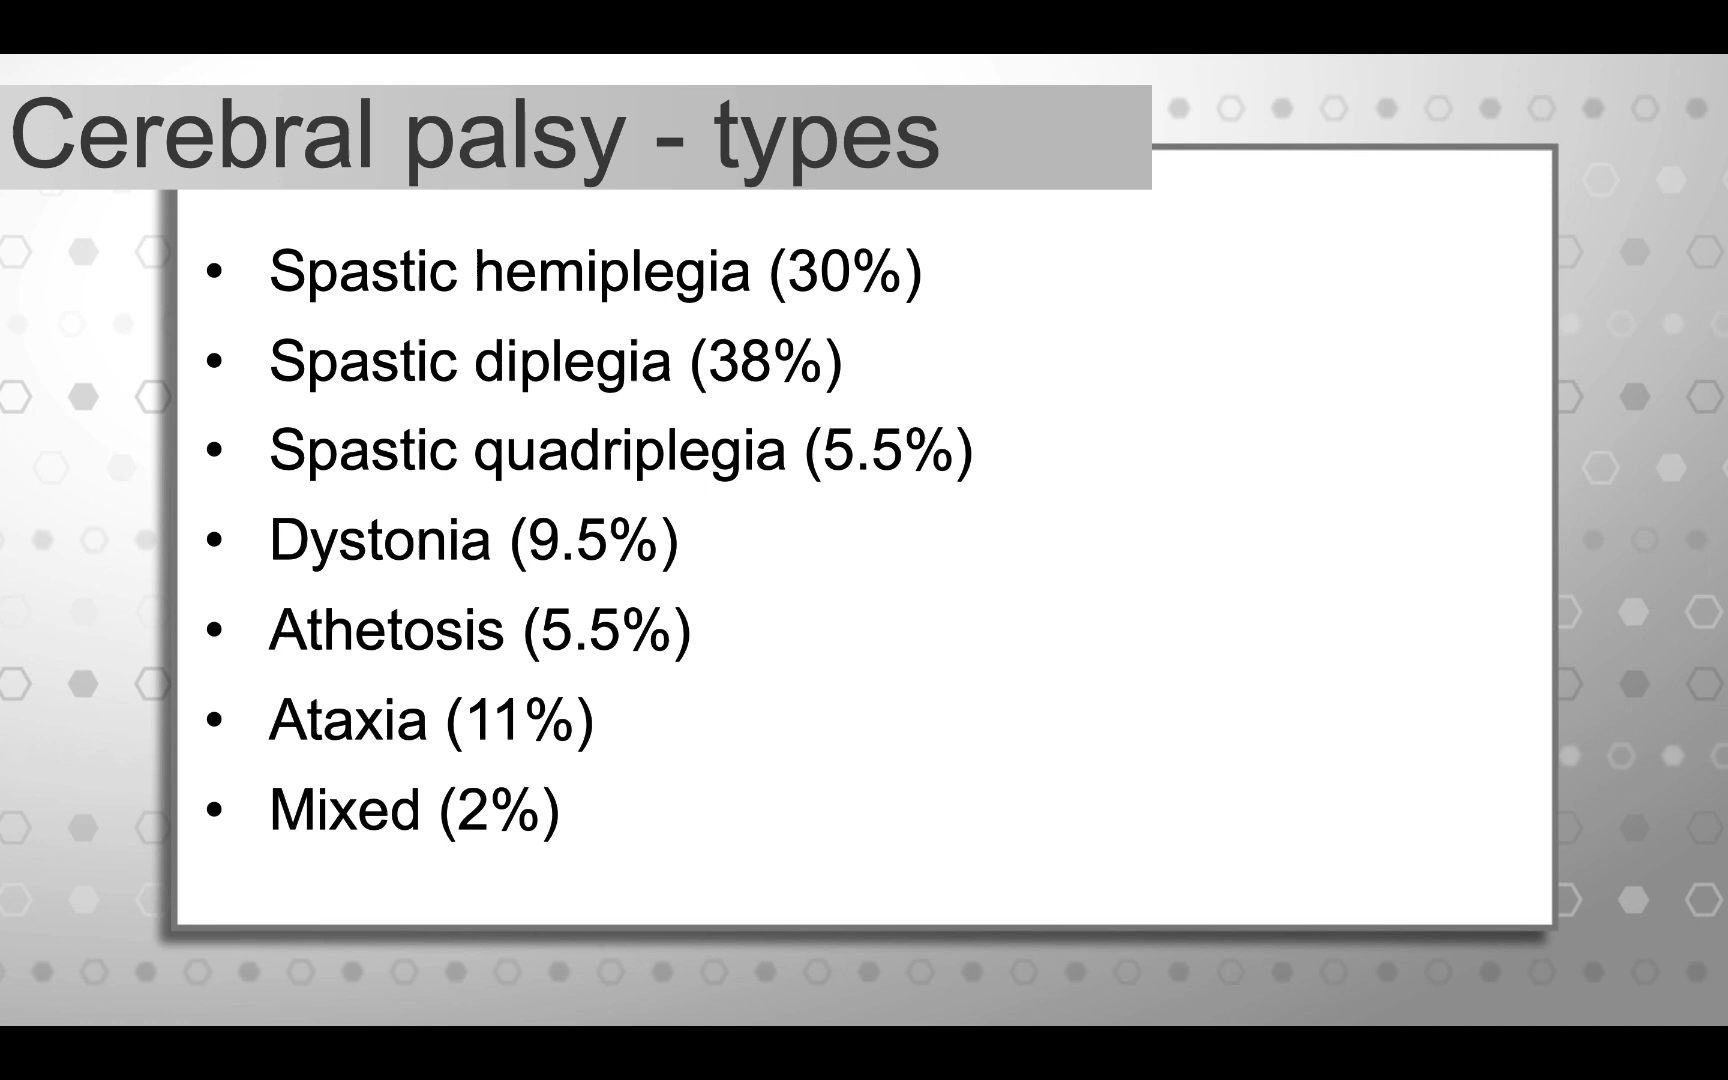 Cerebral palsy - types
• Spastic hemiplegia (30%)
• Spastic diplegia (38%)
• Spastic quadriplegia (5.5%)
• Dystonia (9.5%)
• Athetosis (5.5%)
• Ataxia (11%)
• Mixed (2%)